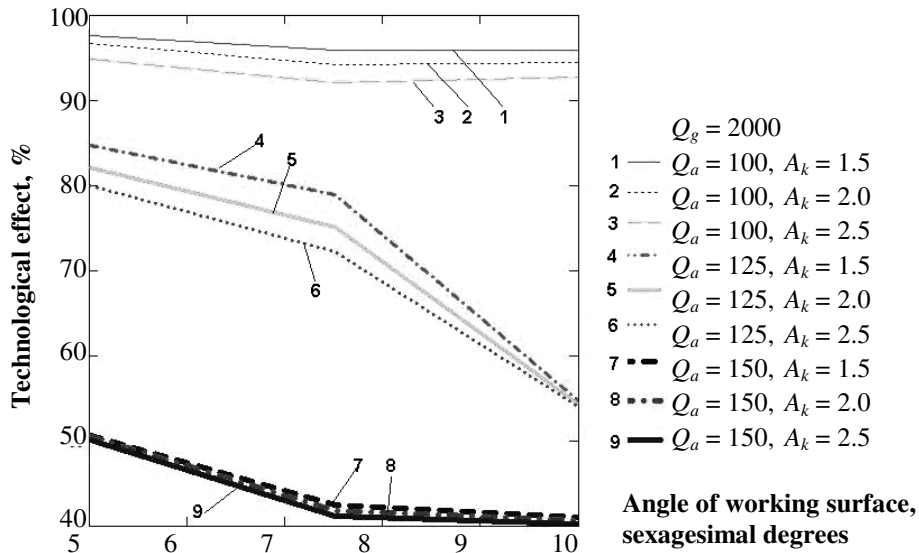 100
90
80
70
60
50
40
Technological effect, %
5
6
7
8
9
10
1
2
3
4
5
6
7
8
9
Q_g = 2000
1 Q_a = 100, A_k = 1.5
2 Q_a = 100, A_k = 2.0
3 Q_a = 100, A_k = 2.5
4 Q_a = 125, A_k = 1.5
5 Q_a = 125, A_k = 2.0
6 Q_a = 125, A_k = 2.5
7 Q_a = 150, A_k = 1.5
8 Q_a = 150, A_k = 2.0
9 Q_a = 150, A_k = 2.5
Angle of working surface,
sexagesimal degrees